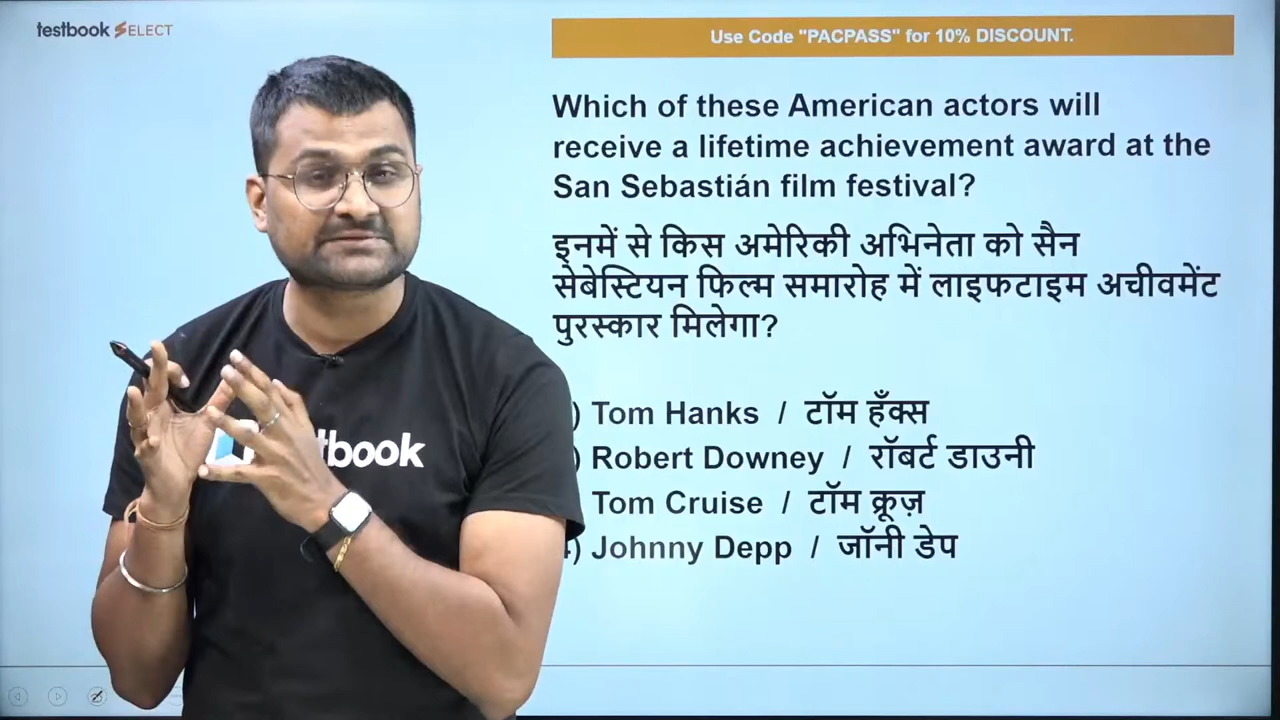 testbook SELECT
Use Code "PACPASS" for 10% DISCOUNT.
Which of these American actors will
receive a lifetime achievement award at the
San Sebastián film festival?
इनमें से किस अमेरिकी अभिनेता को सैन
सेबेस्टियन फिल्म समारोह में लाइफटाइम अचीवमेंट
पुरस्कार मिलेगा?
) Tom Hanks / टॉम हँक्स
) Robert Downey / रॉबर्ट डाउनी
Tom Cruise / टॉम क्रूज़
4) Johnny Depp / जॉनी डेप
tbook